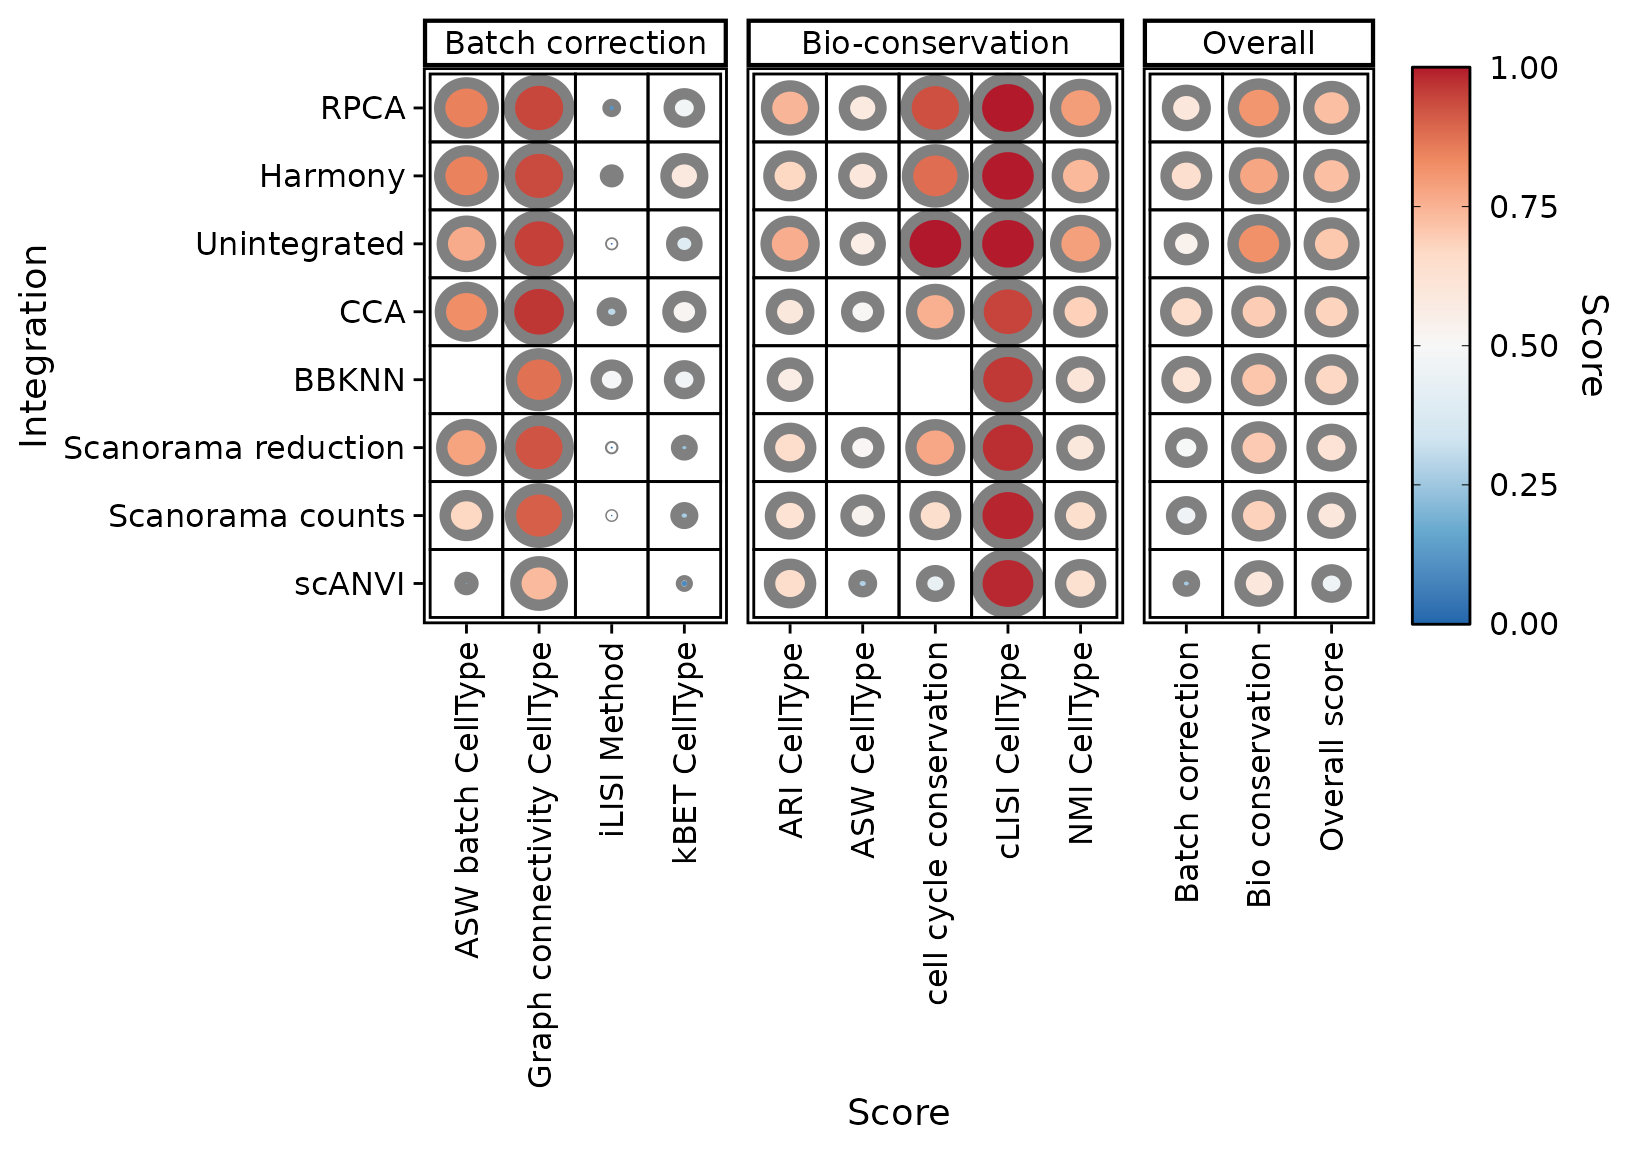 Batch correction
Bio-conservation
Overall
RPCA
Harmony
Unintegrated
CCA
BBKNN
Scanorama reduction
Scanorama counts
scANVI
Integration
ASW batch CellType
Graph connectivity CellType
iLISI Method
kBET CellType
ARI CellType
ASW CellType
cell cycle conservation
cLISI CellType
NMI CellType
Batch correction
Bio conservation
Overall score
Score
1.00
0.75
0.50
0.25
0.00
Score